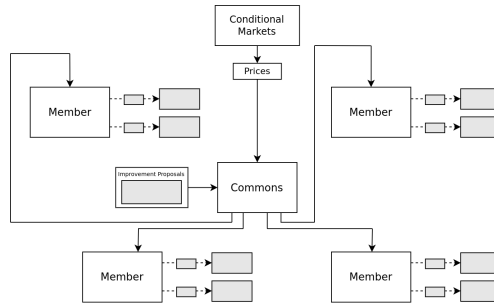 Conditional
Markets
Prices
Member
Member
Improvement Proposals
Commons
Member
Member